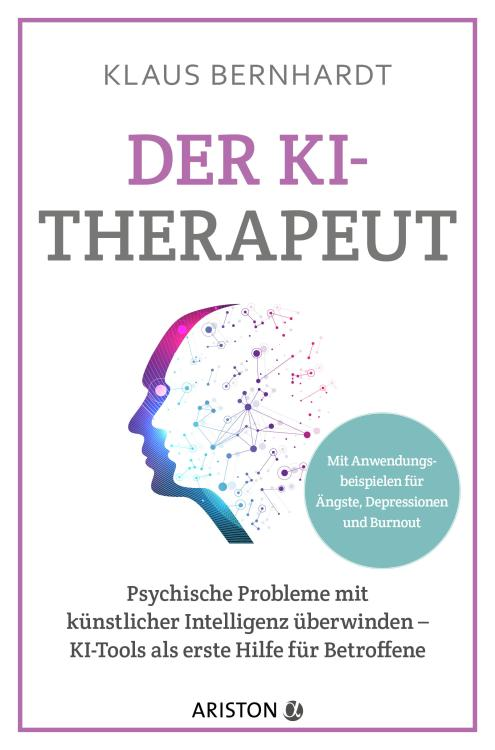 KLAUS BERNHARDT
DER KI-
THERAPEUT
Mit Anwendungs-
beispielen für
Ängste, Depressionen
und Burnout
Psychische Probleme mit
künstlicher Intelligenz überwinden –
KI-Tools als erste Hilfe für Betroffene
ARISTON α